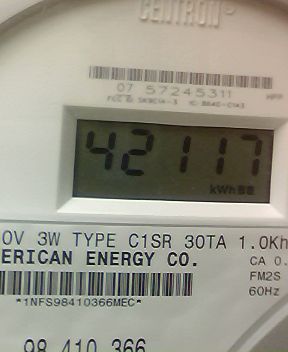 CENTRON
07 57245311
42117
kWh
0V 3W TYPE C1SR 30TA 1.0Kh
ERICAN ENERGY CO.
CA 0.
FM2S
*1NFS98410366MEC*
60Hz
98 410 366